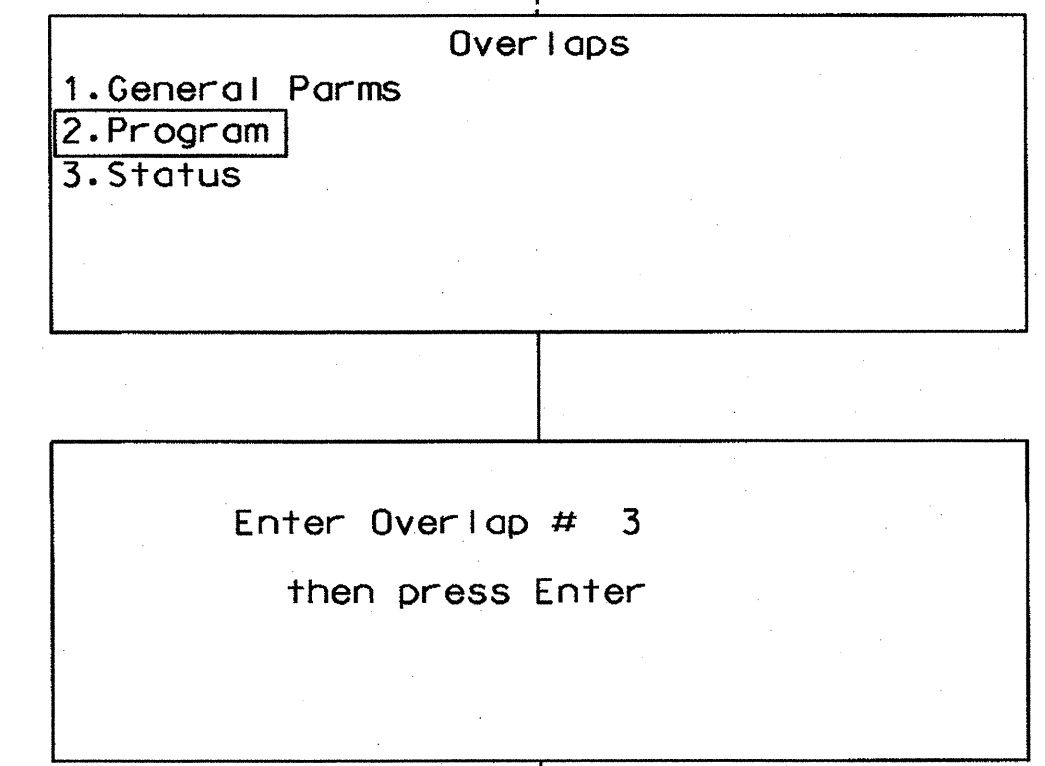 Overlaps
1.General Parms
2.Program
3.Status
Enter Overlap # 3
then press Enter